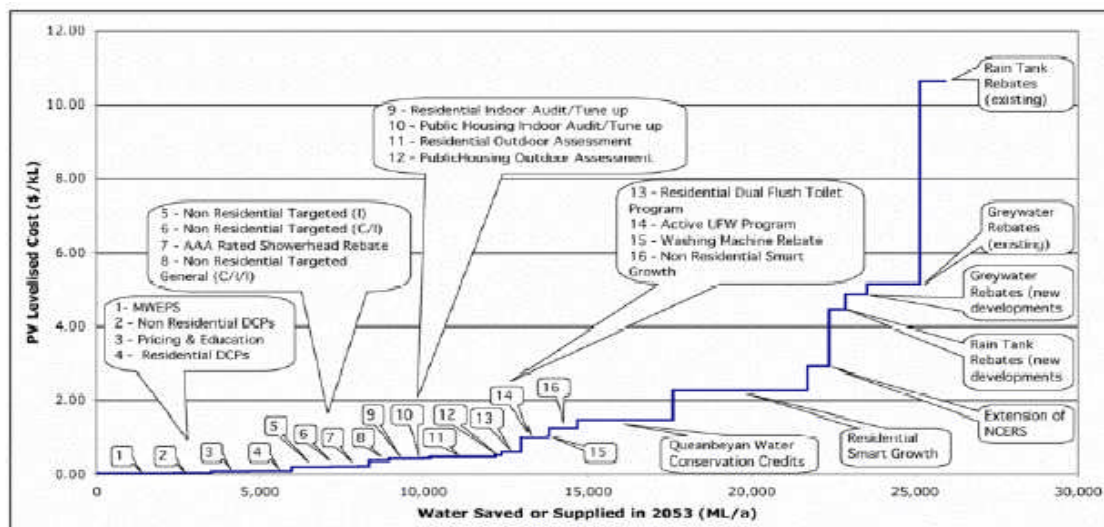 12.00
10.00
8.00
6.00
4.00
2.00
0.00
PV Levelised Cost ($/kL)
0
5,000
10,000
15,000
20,000
25,000
30,000
Water Saved or Supplied in 2053 (ML/a)
1- MWEPS
2 - Non Residential DCPs
3 - Pricing & Education
4 - Residential DCPs
5 - Non Residential Targeted (I)
6 - Non Residential Targeted (C/I)
7 - AAA Rated Showerhead Rebate
8 - Non Residential Targeted
General (C/I/I)
9 - Residential Indoor Audit/Tune up
10 - Public Housing Indoor Audit/Tune up
11 - Residential Outdoor Assessment
12 - PublicHousing Outdoor Assessment
13 - Residential Dual Flush Toilet
Program
14 - Active UFW Program
15 - Washing Machine Rebate
16 - Non Residential Smart
Growth
Rain Tank
Rebates
(existing)
Greywater
Rebates
(existing)
Greywater
Rebates (new
developments
Rain Tank
Rebates (new
developments
Extension of
NCERS
Residential
Smart Growth
Queanbeyan Water
Conservation Credits
1
2
3
4
5
6
7
8
9
10
11
12
13
14
15
16